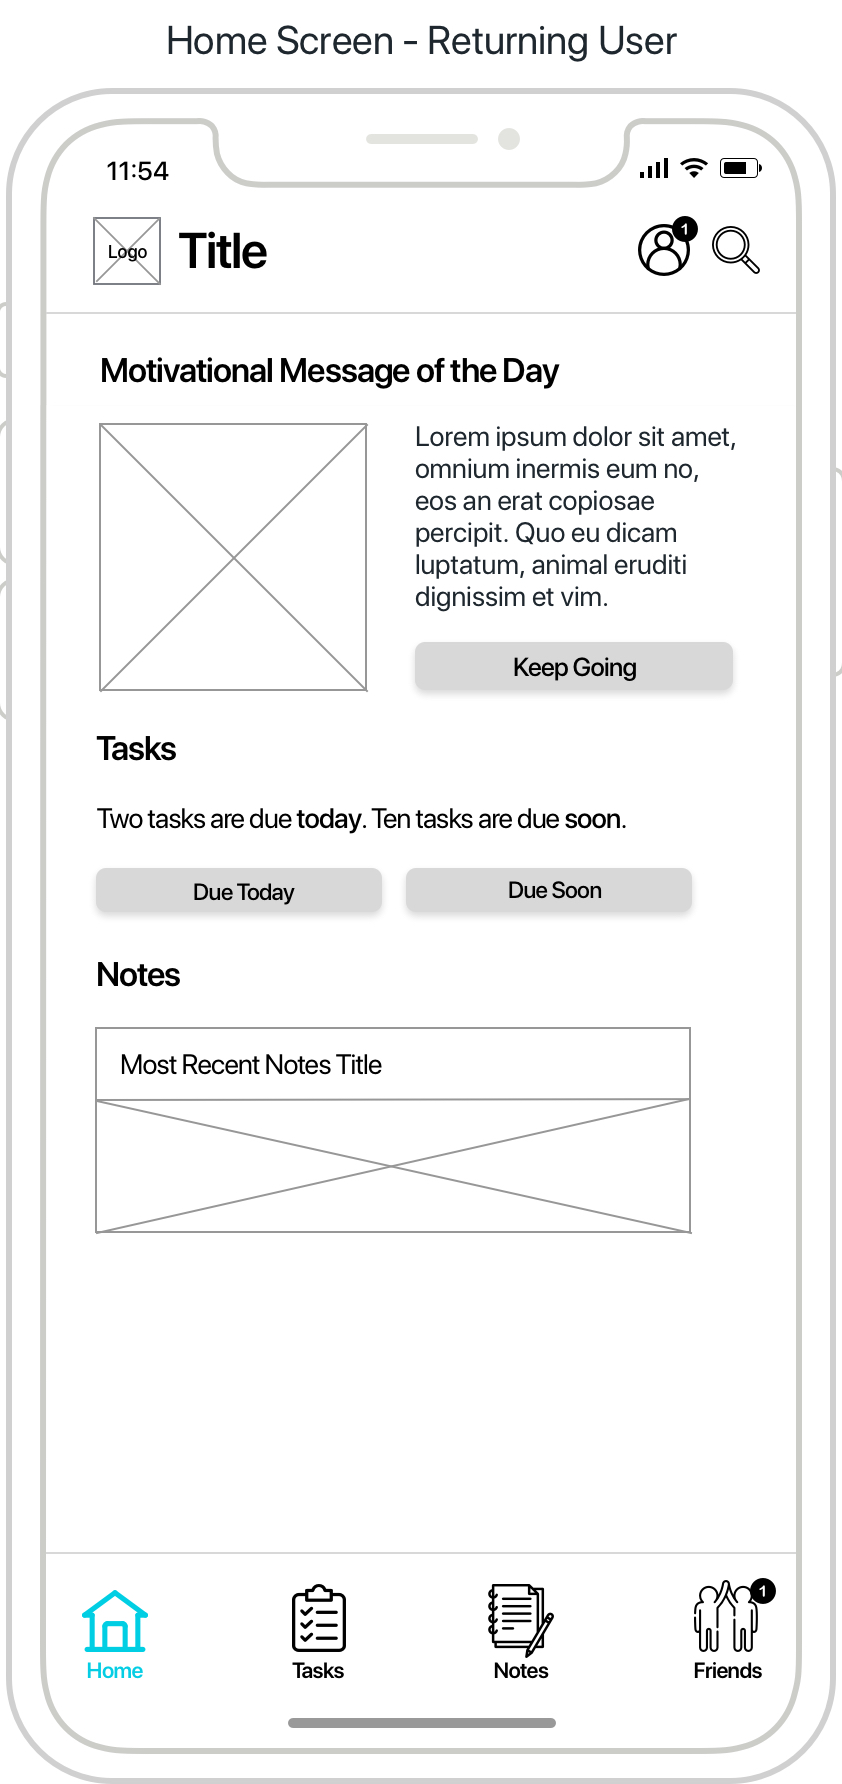 Home Screen - Returning User
11:54
Logo
Title
1
Motivational Message of the Day
Lorem ipsum dolor sit amet,
omnium inermis eum no,
eos an erat copiosae
percipit. Quo eu dicam
luptatum, animal eruditi
dignissim et vim.
Keep Going
Tasks
Two tasks are due today. Ten tasks are due soon.
Due Today
Due Soon
Notes
Most Recent Notes Title
1
Home
Tasks
Notes
Friends